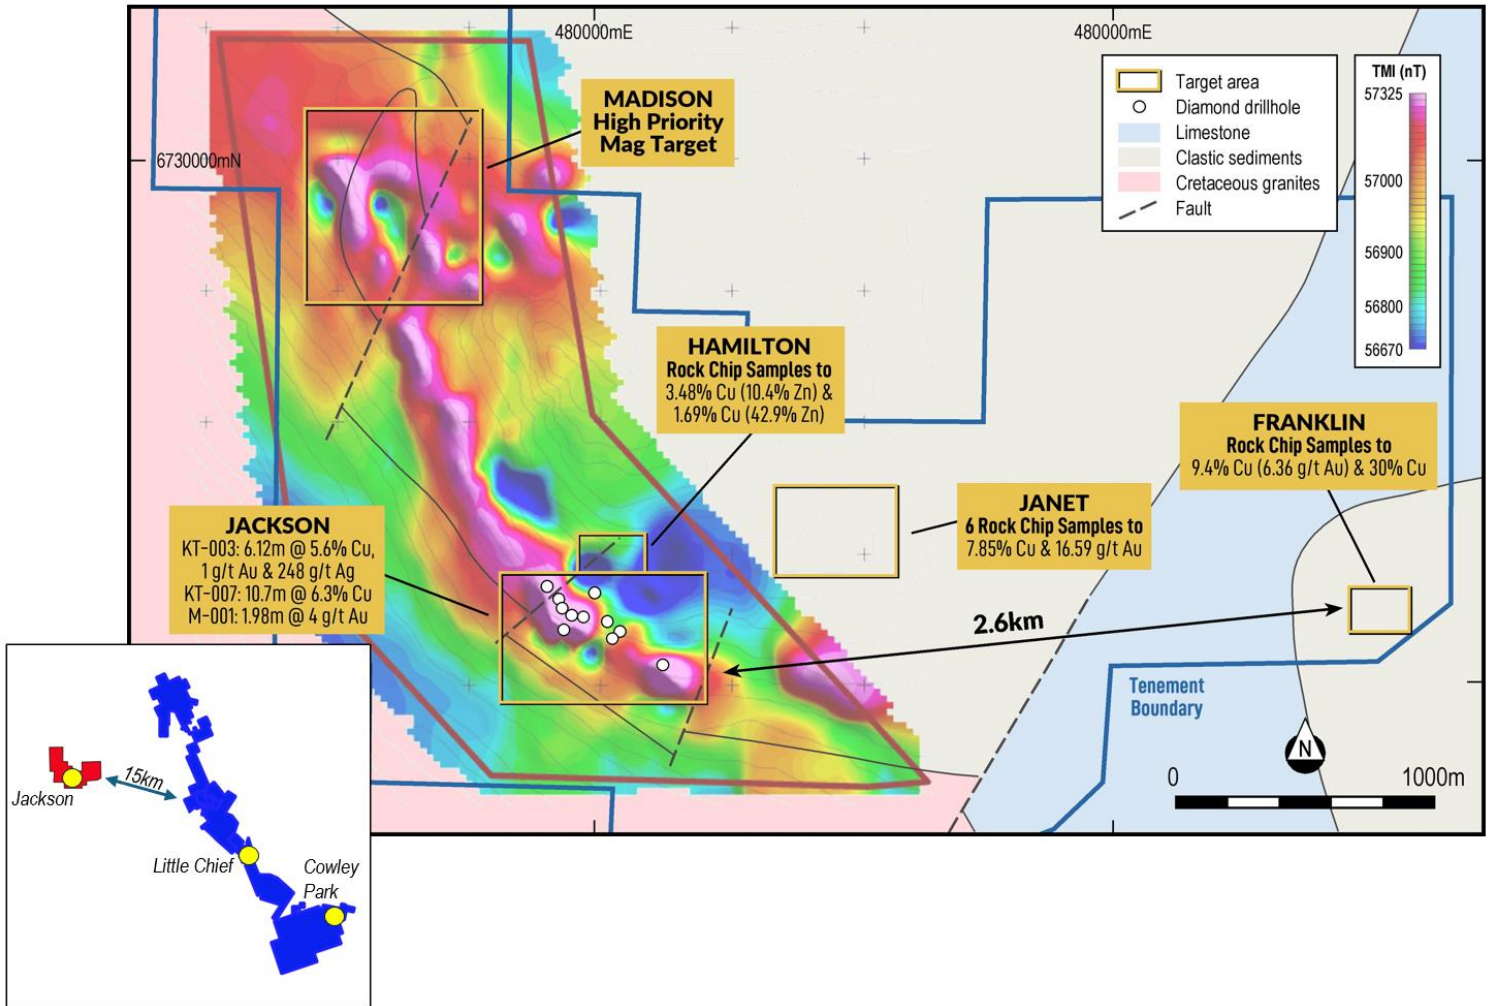 480000mE
480000mE
6730000mN
MADISON
High Priority
Mag Target
Target area
Diamond drillhole
Limestone
Clastic sediments
Cretaceous granites
Fault
TMI (nT)
57325
57000
56900
56800
56670
HAMILTON
Rock Chip Samples to
3.48% Cu (10.4% Zn) &
1.69% Cu (42.9% Zn)
FRANKLIN
Rock Chip Samples to
9.4% Cu (6.36 g/t Au) & 30% Cu
JANET
6 Rock Chip Samples to
7.85% Cu & 16.59 g/t Au
JACKSON
KT-003: 6.12m @ 5.6% Cu,
1 g/t Au & 248 g/t Ag
KT-007: 10.7m @ 6.3% Cu
M-001: 1.98m @ 4 g/t Au
2.6km
Tenement
Boundary
N
0 1000m
15km
Jackson
Little Chief
Cowley
Park